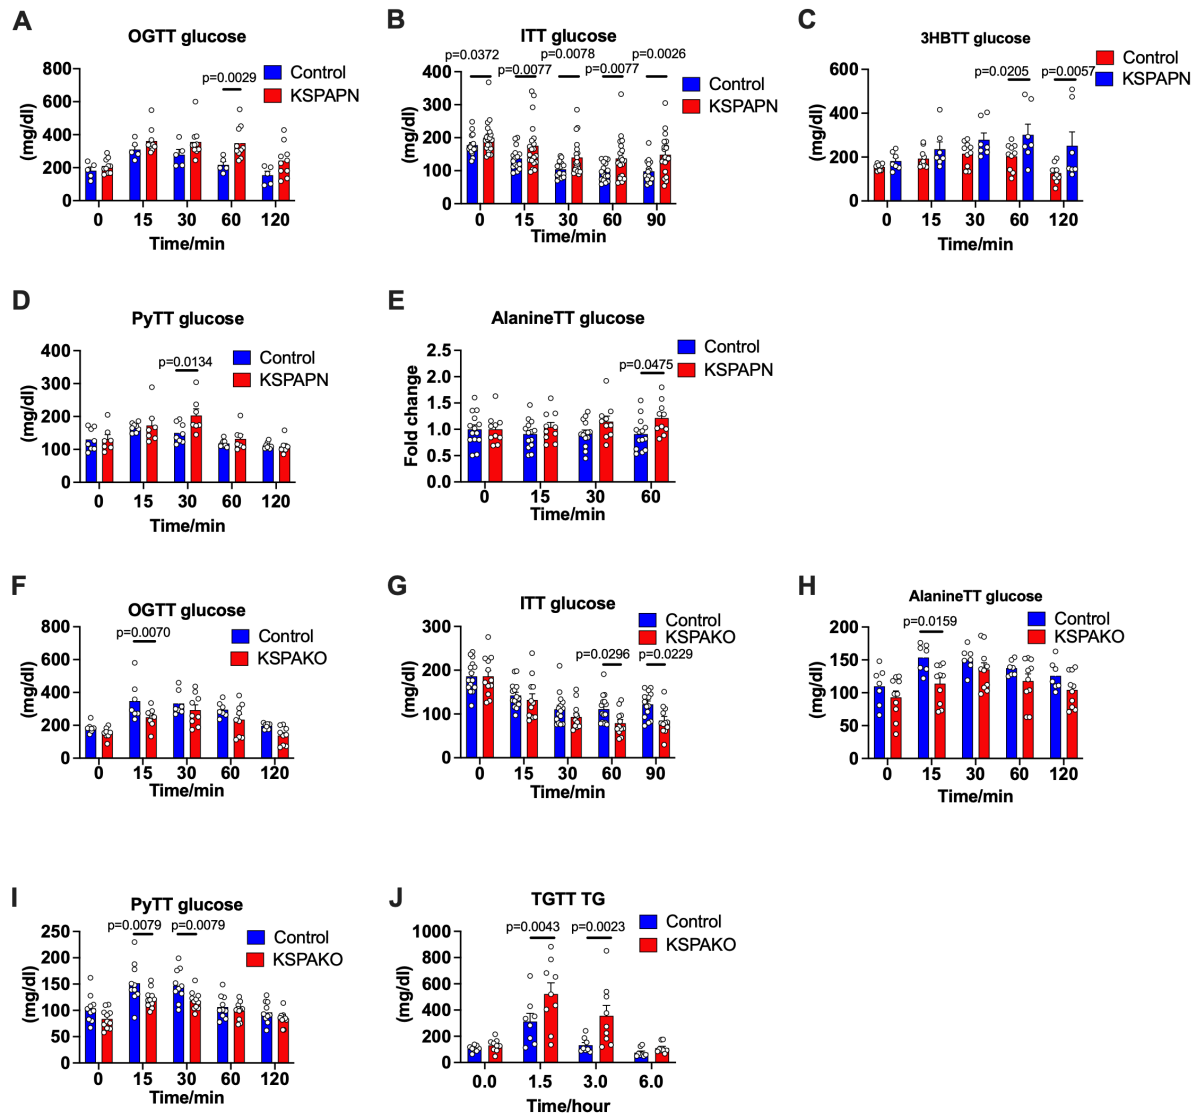 A
OGTT glucose
Control
KSPAPN
p=0.0029
800
600
400
200
0
(mg/dl)
0 15 30 60 120
Time/min
B
ITT glucose
p=0.0372 p=0.0078 p=0.0026
p=0.0077 p=0.0077
Control
KSPAPN
400
300
200
100
0
(mg/dl)
0 15 30 60 90
Time/min
C
3HBTT glucose
Control
KSPAPN
p=0.0205 p=0.0057
600
400
200
0
(mg/dl)
0 15 30 60 120
Time/min
D
PyTT glucose
Control
KSPAPN
p=0.0134
400
300
200
100
0
(mg/dl)
0 15 30 60 120
Time/min
E
AlanineTT glucose
Control
KSPAPN
p=0.0475
2.5
2.0
1.5
1.0
0.5
0.0
Fold change
0 15 30 60
Time/min
F
OGTT glucose
Control
KSPAKO
p=0.0070
800
600
400
200
0
(mg/dl)
0 15 30 60 120
Time/min
G
ITT glucose
Control
KSPAKO
p=0.0296 p=0.0229
300
200
100
0
(mg/dl)
0 15 30 60 90
Time/min
H
AlanineTT glucose
Control
KSPAKO
p=0.0159
200
150
100
50
0
(mg/dl)
0 15 30 60 120
Time/min
I
PyTT glucose
p=0.0079 p=0.0079
Control
KSPAKO
250
200
150
100
50
0
(mg/dl)
0 15 30 60 120
Time/min
J
TGTT TG
Control
KSPAKO
p=0.0043 p=0.0023
1000
800
600
400
200
0
(mg/dl)
0.0 1.5 3.0 6.0
Time/hour